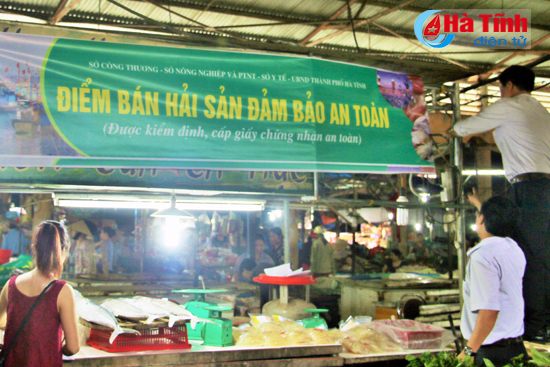 Hà Tĩnh
điện tử
SỞ CÔNG THƯƠNG - SỞ NÔNG NGHIỆP VÀ PTNT - SỞ Y TẾ - UBND THÀNH PHỐ HÀ TĨNH
ĐIỂM BÁN HẢI SẢN ĐẢM BẢO AN TOÀN
(Được kiểm định, cấp giấy chứng nhận an toàn)